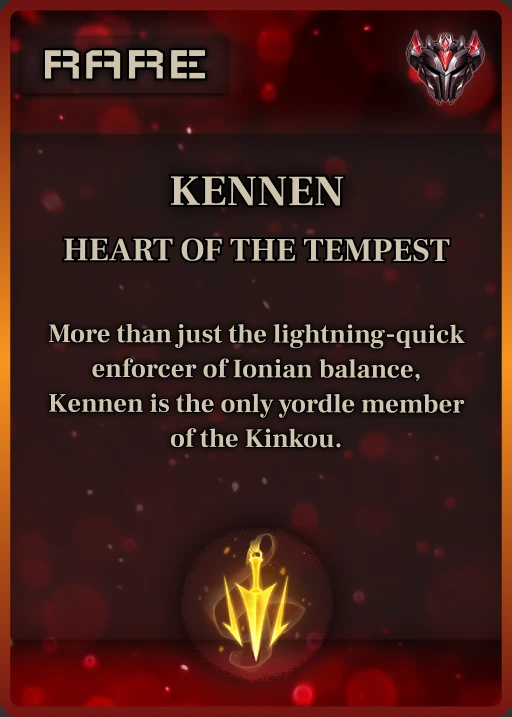 RARE
KENNEN
HEART OF THE TEMPEST
More than just the lightning-quick
enforcer of Ionian balance,
Kennen is the only yordle member
of the Kinkou.